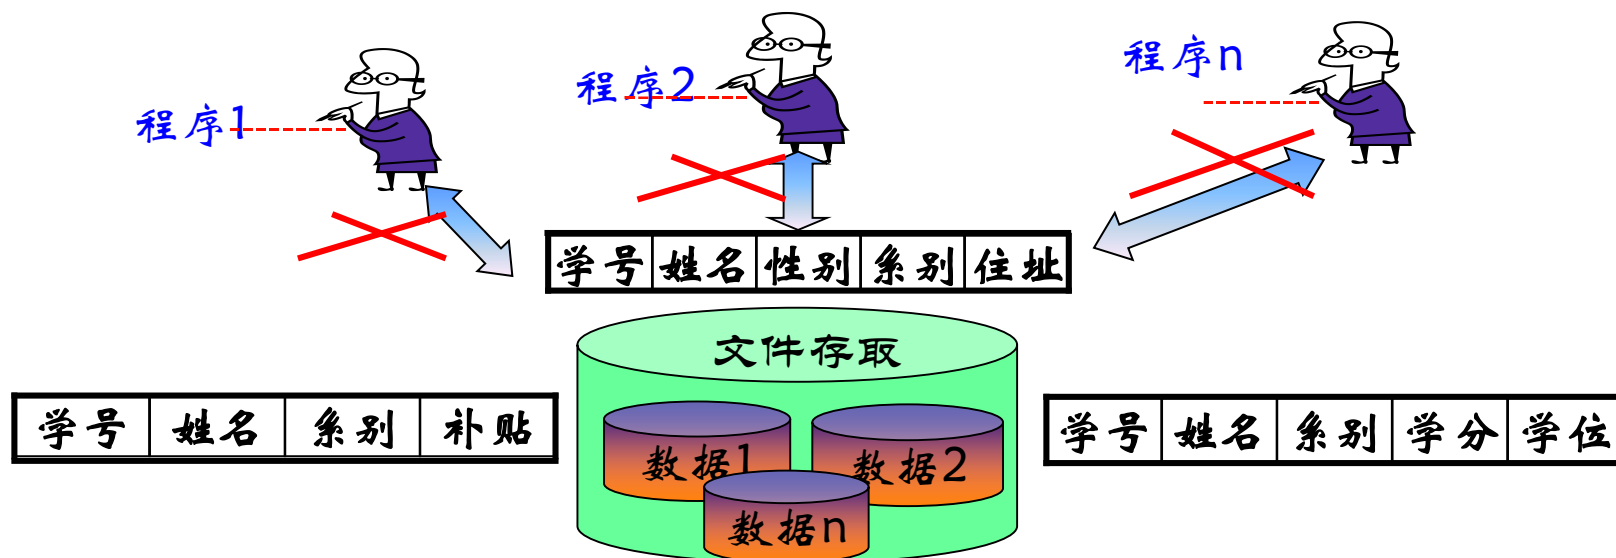 程序1
程序2
程序n
学号 姓名 性别 系别 住址
文件存取
学号 姓名 系别 补贴
学号 姓名 系别 学分 学位
数据1
数据2
数据n